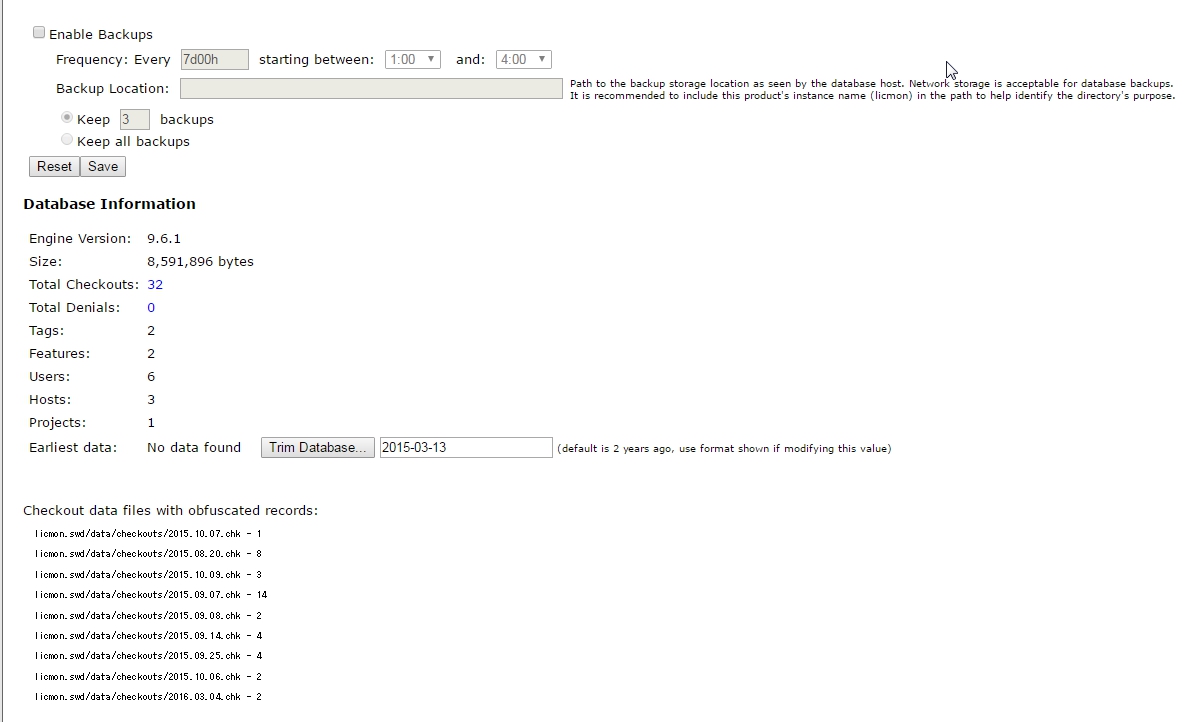 Enable Backups
Frequency: Every 7d00h starting between: 1:00 and: 4:00
Backup Location: Path to the backup storage location as seen by the database host. Network storage is acceptable for database backups.
It is recommended to include this product's instance name (licmon) in the path to help identify the directory's purpose.
Keep 3 backups
Keep all backups
Reset Save
Database Information
Engine Version: 9.6.1
Size: 8,591,896 bytes
Total Checkouts: 32
Total Denials: 0
Tags: 2
Features: 2
Users: 6
Hosts: 3
Projects: 1
Earliest data: No data found Trim Database... 2015-03-13 (default is 2 years ago, use format shown if modifying this value)
Checkout data files with obfuscated records:
licmon.swd/data/checkouts/2015.10.07.chk - 1
licmon.swd/data/checkouts/2015.08.20.chk - 8
licmon.swd/data/checkouts/2015.10.09.chk - 3
licmon.swd/data/checkouts/2015.09.07.chk - 14
licmon.swd/data/checkouts/2015.09.08.chk - 2
licmon.swd/data/checkouts/2015.09.14.chk - 4
licmon.swd/data/checkouts/2015.09.25.chk - 4
licmon.swd/data/checkouts/2015.10.06.chk - 2
licmon.swd/data/checkouts/2016.03.04.chk - 2